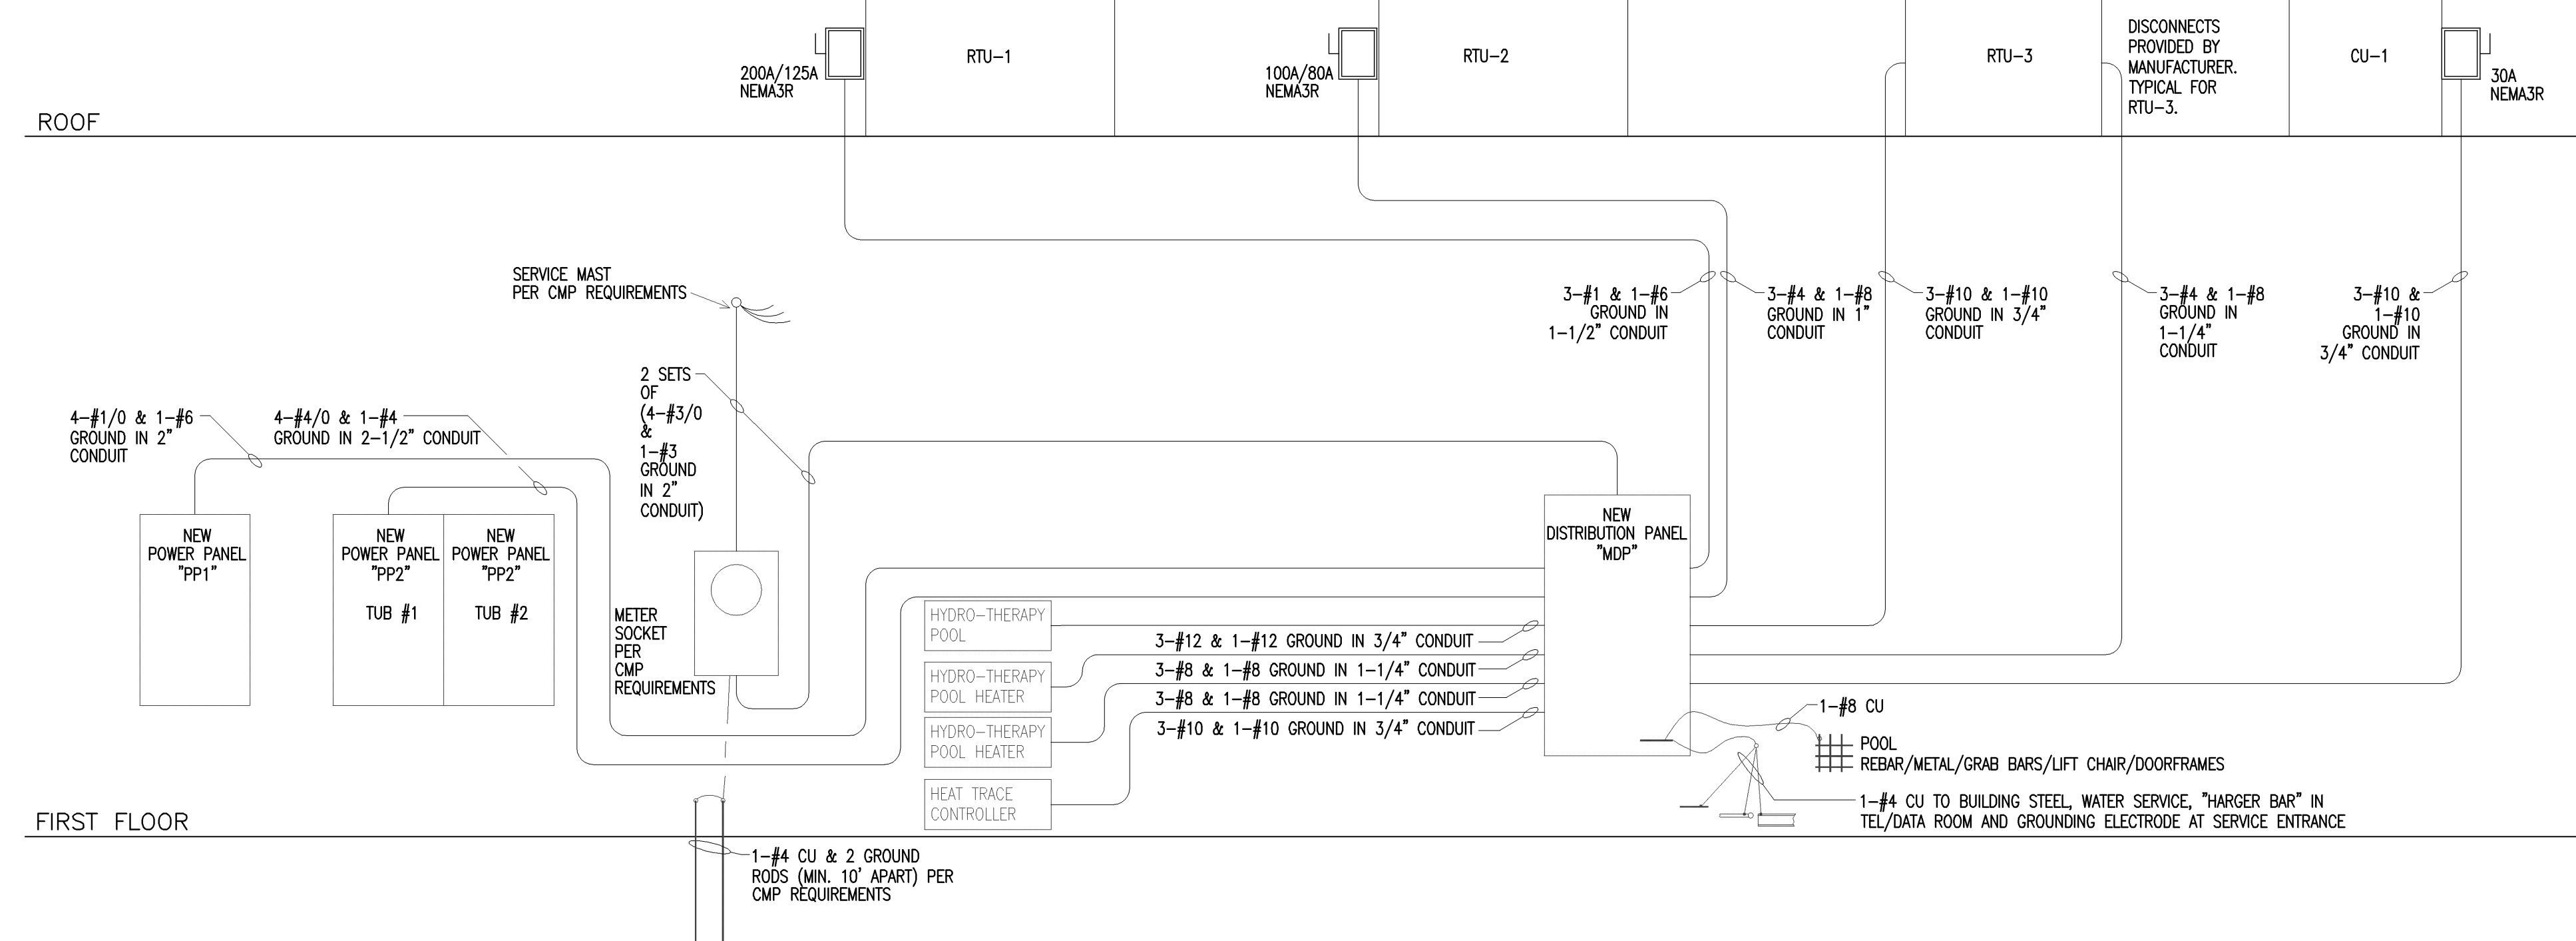 200A/125A
NEMA3R
RTU-1
100A/80A
NEMA3R
RTU-2
RTU-3
DISCONNECTS
PROVIDED BY
MANUFACTURER.
TYPICAL FOR
RTU-3.
CU-1
30A
NEMA3R
ROOF
SERVICE MAST
PER CMP REQUIREMENTS
3-#1 & 1-#6
GROUND IN
1-1/2" CONDUIT
3-#4 & 1-#8
GROUND IN 1"
CONDUIT
3-#10 & 1-#10
GROUND IN 3/4"
CONDUIT
3-#4 & 1-#8
GROUND IN
1-1/4"
CONDUIT
3-#10 &
1-#10
GROUND IN
3/4" CONDUIT
2 SETS
OF
(4-#3/0
&
1-#3
GROUND
IN 2"
CONDUIT)
4-#1/0 & 1-#6
GROUND IN 2"
CONDUIT
4-#4/0 & 1-#4
GROUND IN 2-1/2" CONDUIT
NEW
POWER PANEL
"PP1"
NEW
POWER PANEL
"PP2"
TUB #1
NEW
POWER PANEL
"PP2"
TUB #2
METER
SOCKET
PER
CMP
REQUIREMENTS
NEW
DISTRIBUTION PANEL
"MDP"
HYDRO-THERAPY
POOL
HYDRO-THERAPY
POOL HEATER
HYDRO-THERAPY
POOL HEATER
HEAT TRACE
CONTROLLER
3-#12 & 1-#12 GROUND IN 3/4" CONDUIT
3-#8 & 1-#8 GROUND IN 1-1/4" CONDUIT
3-#8 & 1-#8 GROUND IN 1-1/4" CONDUIT
3-#10 & 1-#10 GROUND IN 3/4" CONDUIT
1-#8 CU
POOL
REBAR/METAL/GRAB BARS/LIFT CHAIR/DOORFRAMES
1-#4 CU TO BUILDING STEEL, WATER SERVICE, "HARGER BAR" IN
TEL/DATA ROOM AND GROUNDING ELECTRODE AT SERVICE ENTRANCE
FIRST FLOOR
1-#4 CU & 2 GROUND
RODS (MIN. 10' APART) PER
CMP REQUIREMENTS